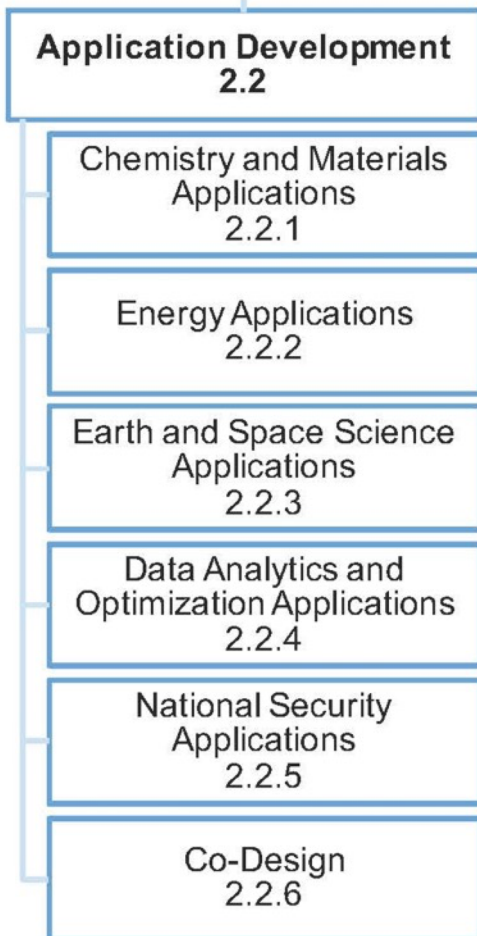 Application Development
2.2
Chemistry and Materials
Applications
2.2.1
Energy Applications
2.2.2
Earth and Space Science
Applications
2.2.3
Data Analytics and
Optimization Applications
2.2.4
National Security
Applications
2.2.5
Co-Design
2.2.6